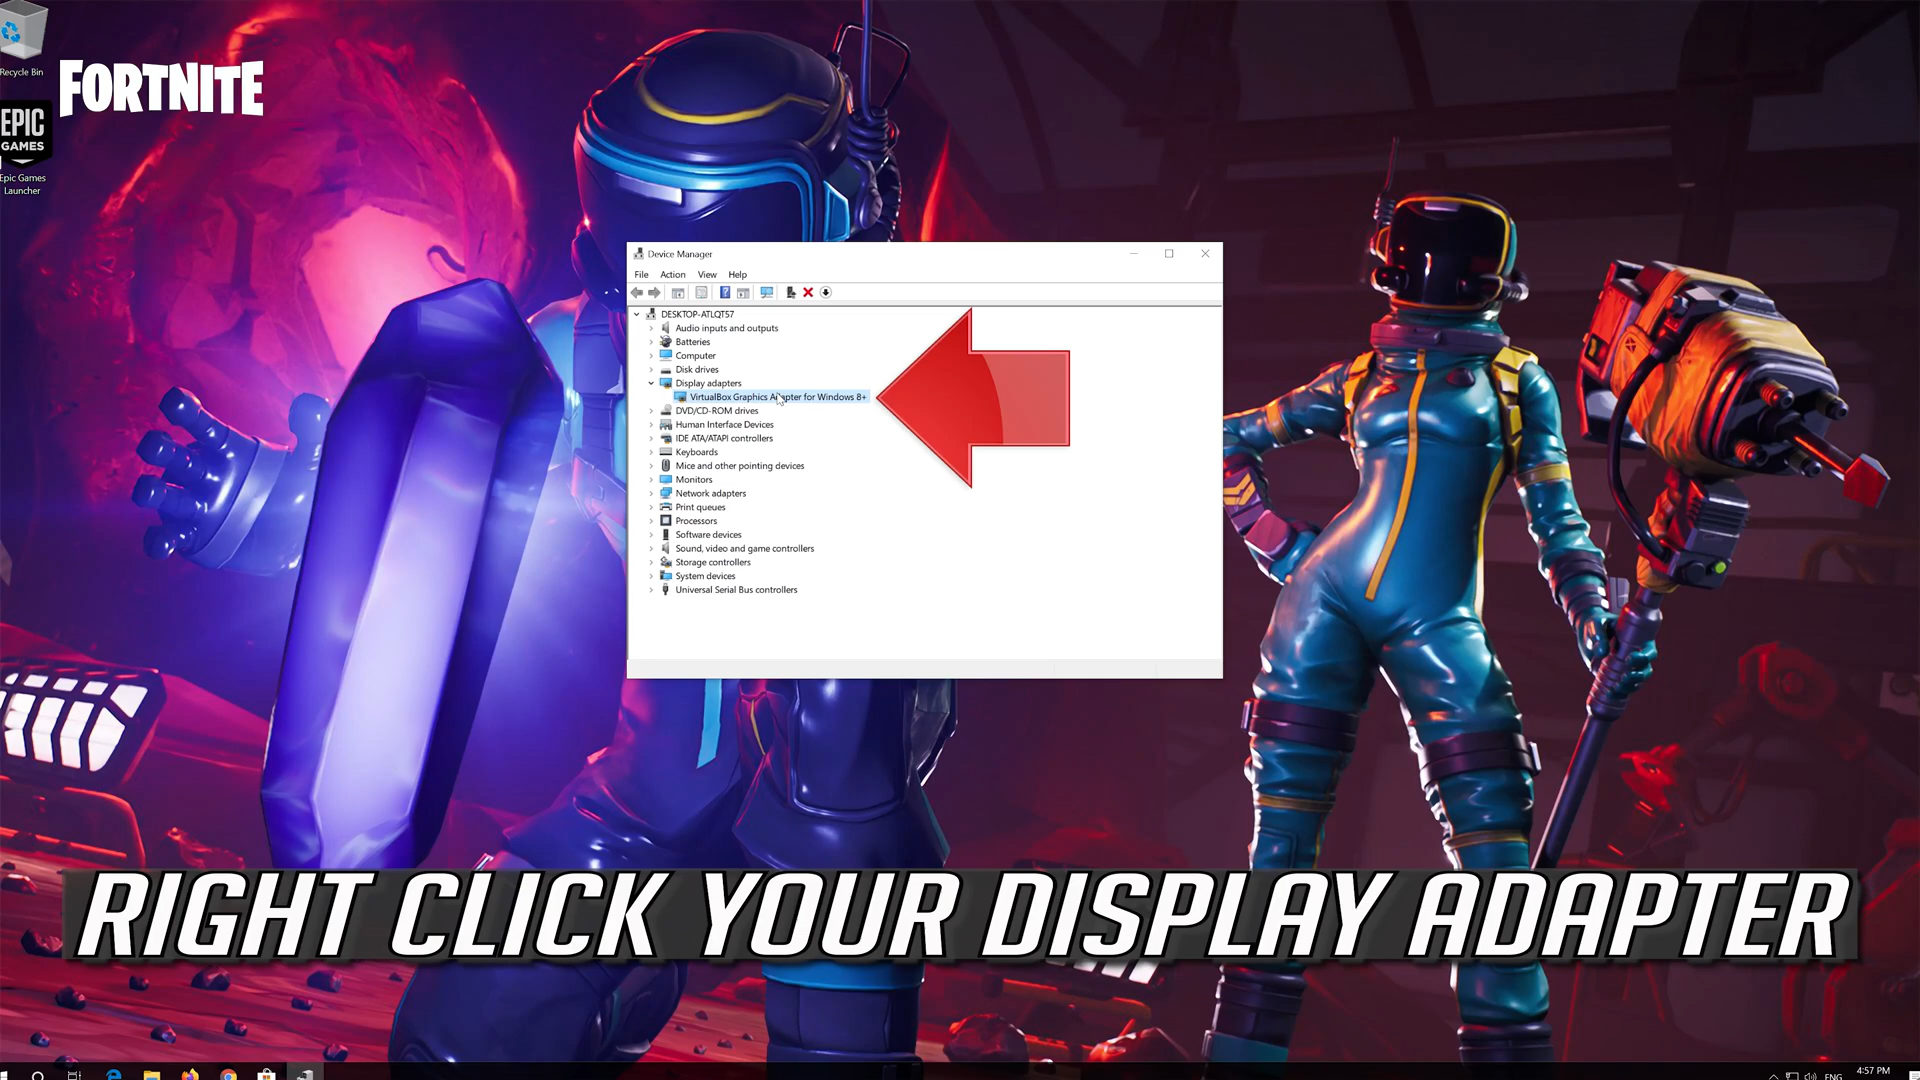 Recycle Bin
FORTNITE
EPIC
GAMES
Epic Games
Launcher
Device Manager
File Action View Help
DESKTOP-ATLQT57
Audio inputs and outputs
Batteries
Computer
Disk drives
Display adapters
VirtualBox Graphics Adapter for Windows 8+
DVD/CD-ROM drives
Human Interface Devices
IDE ATA/ATAPI controllers
Keyboards
Mice and other pointing devices
Monitors
Network adapters
Print queues
Processors
Software devices
Sound, video and game controllers
Storage controllers
System devices
Universal Serial Bus controllers
RIGHT CLICK YOUR DISPLAY ADAPTER
ENG
4:57 PM